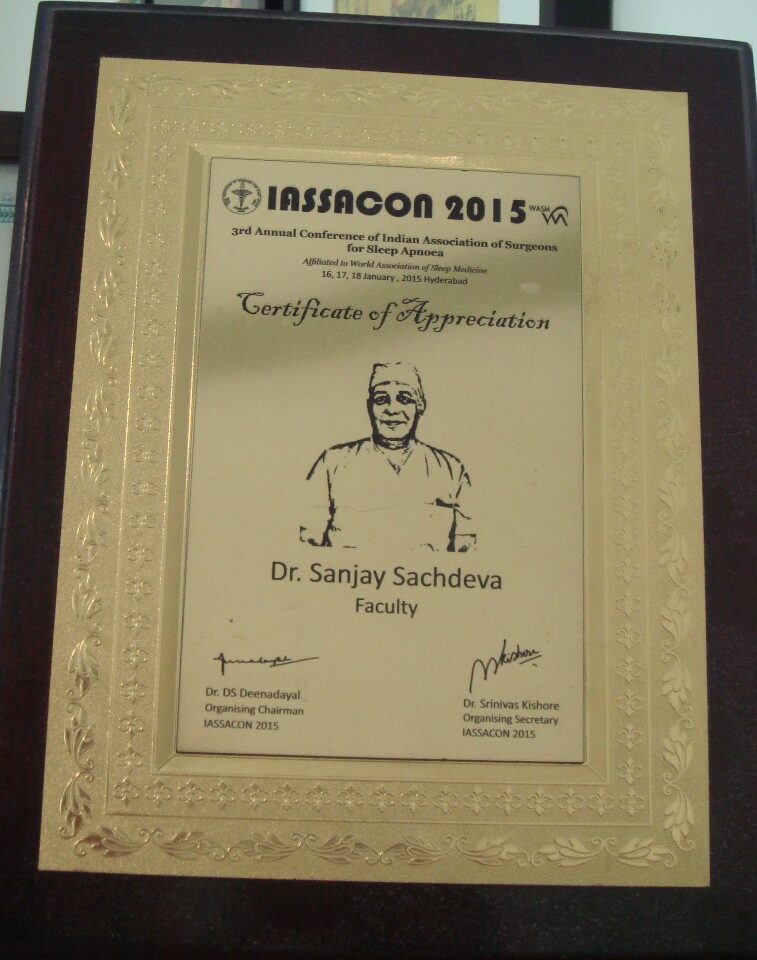 IASSACON 2015
WASM
3rd Annual Conference of Indian Association of Surgeons
for Sleep Apnoea
Affiliated to World Association of Sleep Medicine
16, 17, 18 January , 2015 Hyderabad
Certificate of Appreciation
Dr. Sanjay Sachdeva
Faculty
Dr. DS Deenadayal
Organising Chairman
IASSACON 2015
Dr. Srinivas Kishore
Organising Secretary
IASSACON 2015